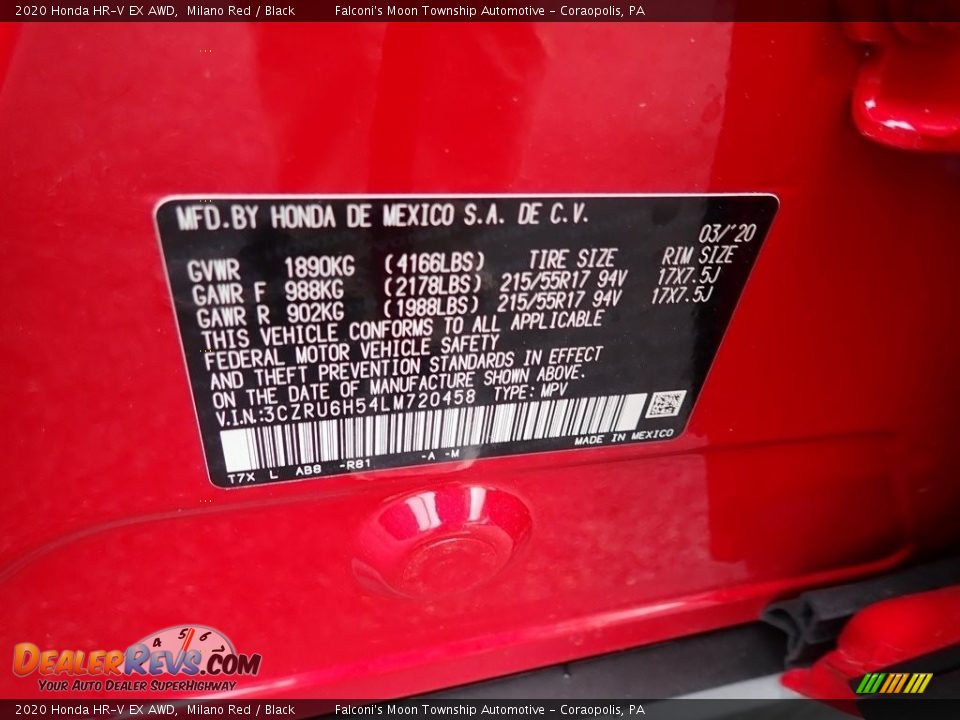 2020 Honda HR-V EX AWD, Milano Red / Black Falconi's Moon Township Automotive - Coraopolis, PA
MFD.BY HONDA DE MEXICO S.A. DE C.V.
03/'20
GVWR 1890KG (4166LBS) TIRE SIZE RIM SIZE
GAWR F 988KG (2178LBS) 215/55R17 94V 17X7.5J
GAWR R 902KG (1988LBS) 215/55R17 94V 17X7.5J
THIS VEHICLE CONFORMS TO ALL APPLICABLE
FEDERAL MOTOR VEHICLE SAFETY
AND THEFT PREVENTION STANDARDS IN EFFECT
ON THE DATE OF MANUFACTURE SHOWN ABOVE.
V.I.N.:3CZRU6H54LM720458 TYPE: MPV
MADE IN MEXICO
T7X L AB8 -R81 -A -M
4 5 6
DEALERREVS.COM
YOUR AUTO DEALER SUPERHIGHWAY
2020 Honda HR-V EX AWD, Milano Red / Black Falconi's Moon Township Automotive - Coraopolis, PA